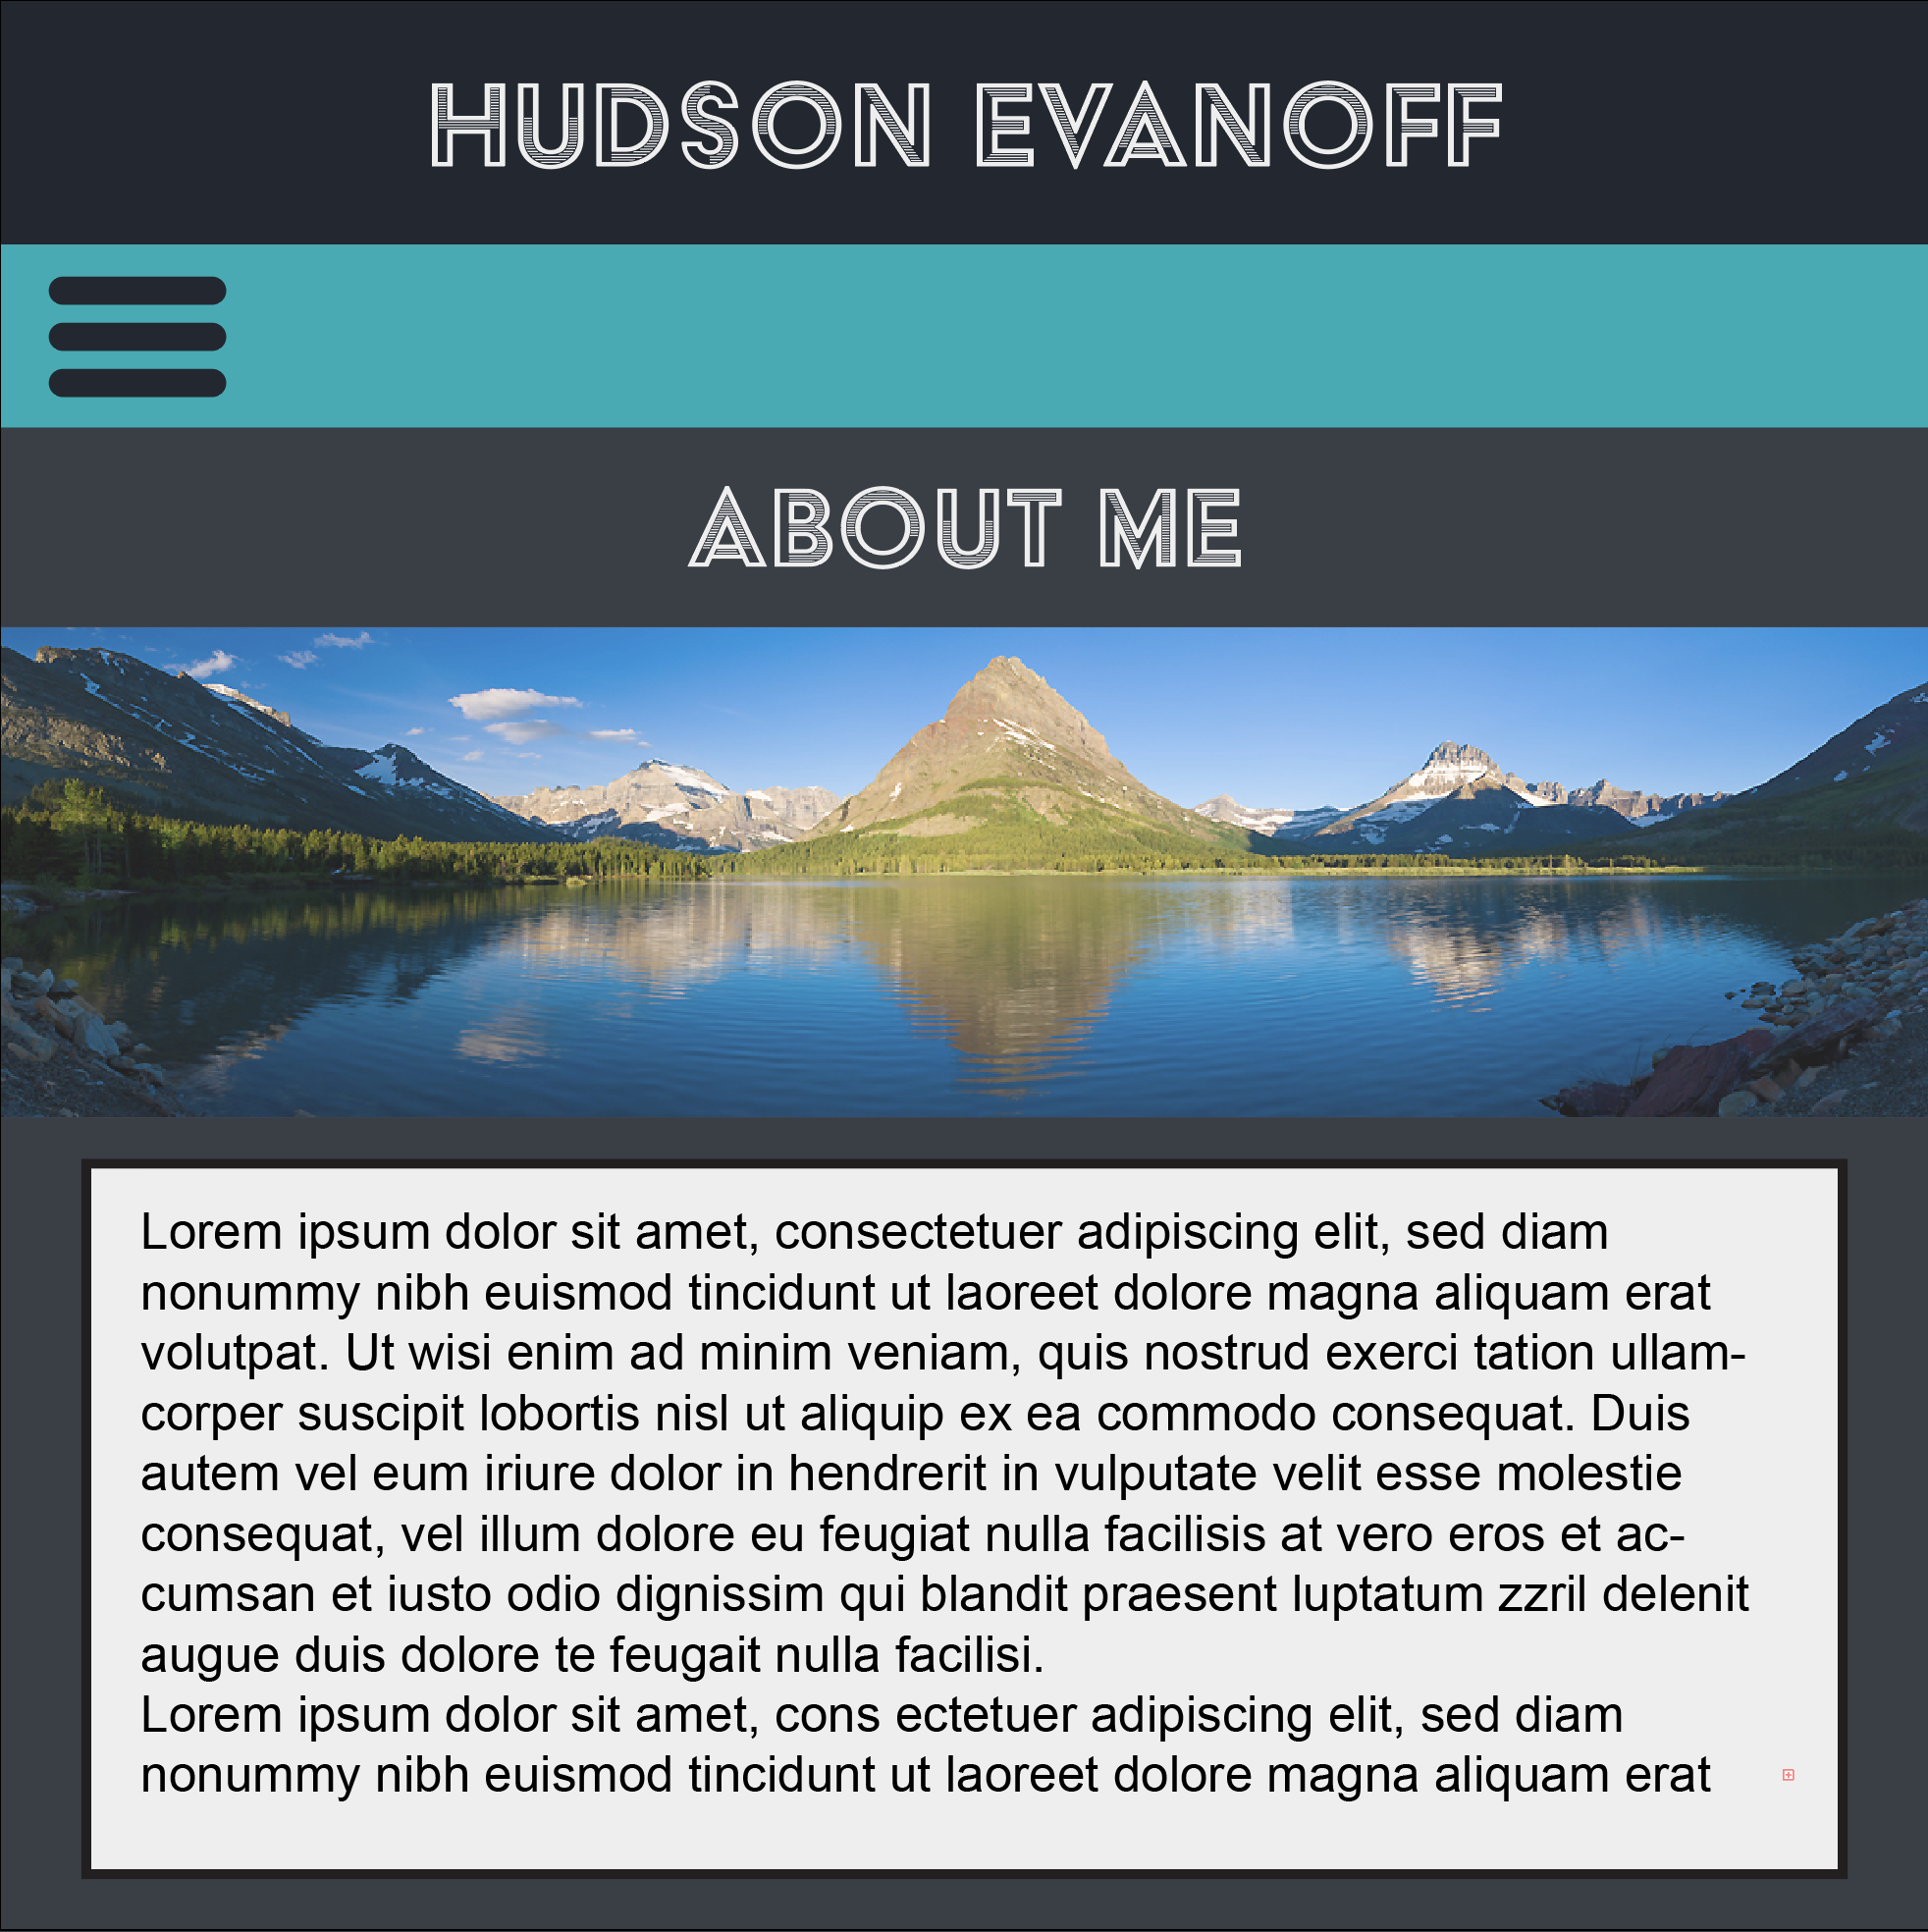 HUDSON EVANOFF
ABOUT ME
Lorem ipsum dolor sit amet, consectetuer adipiscing elit, sed diam
nonummy nibh euismod tincidunt ut laoreet dolore magna aliquam erat
volutpat. Ut wisi enim ad minim veniam, quis nostrud exerci tation ullam-
corper suscipit lobortis nisl ut aliquip ex ea commodo consequat. Duis
autem vel eum iriure dolor in hendrerit in vulputate velit esse molestie
consequat, vel illum dolore eu feugiat nulla facilisis at vero eros et ac-
cumsan et iusto odio dignissim qui blandit praesent luptatum zzril delenit
augue duis dolore te feugait nulla facilisi.
Lorem ipsum dolor sit amet, cons ectetuer adipiscing elit, sed diam
nonummy nibh euismod tincidunt ut laoreet dolore magna aliquam erat